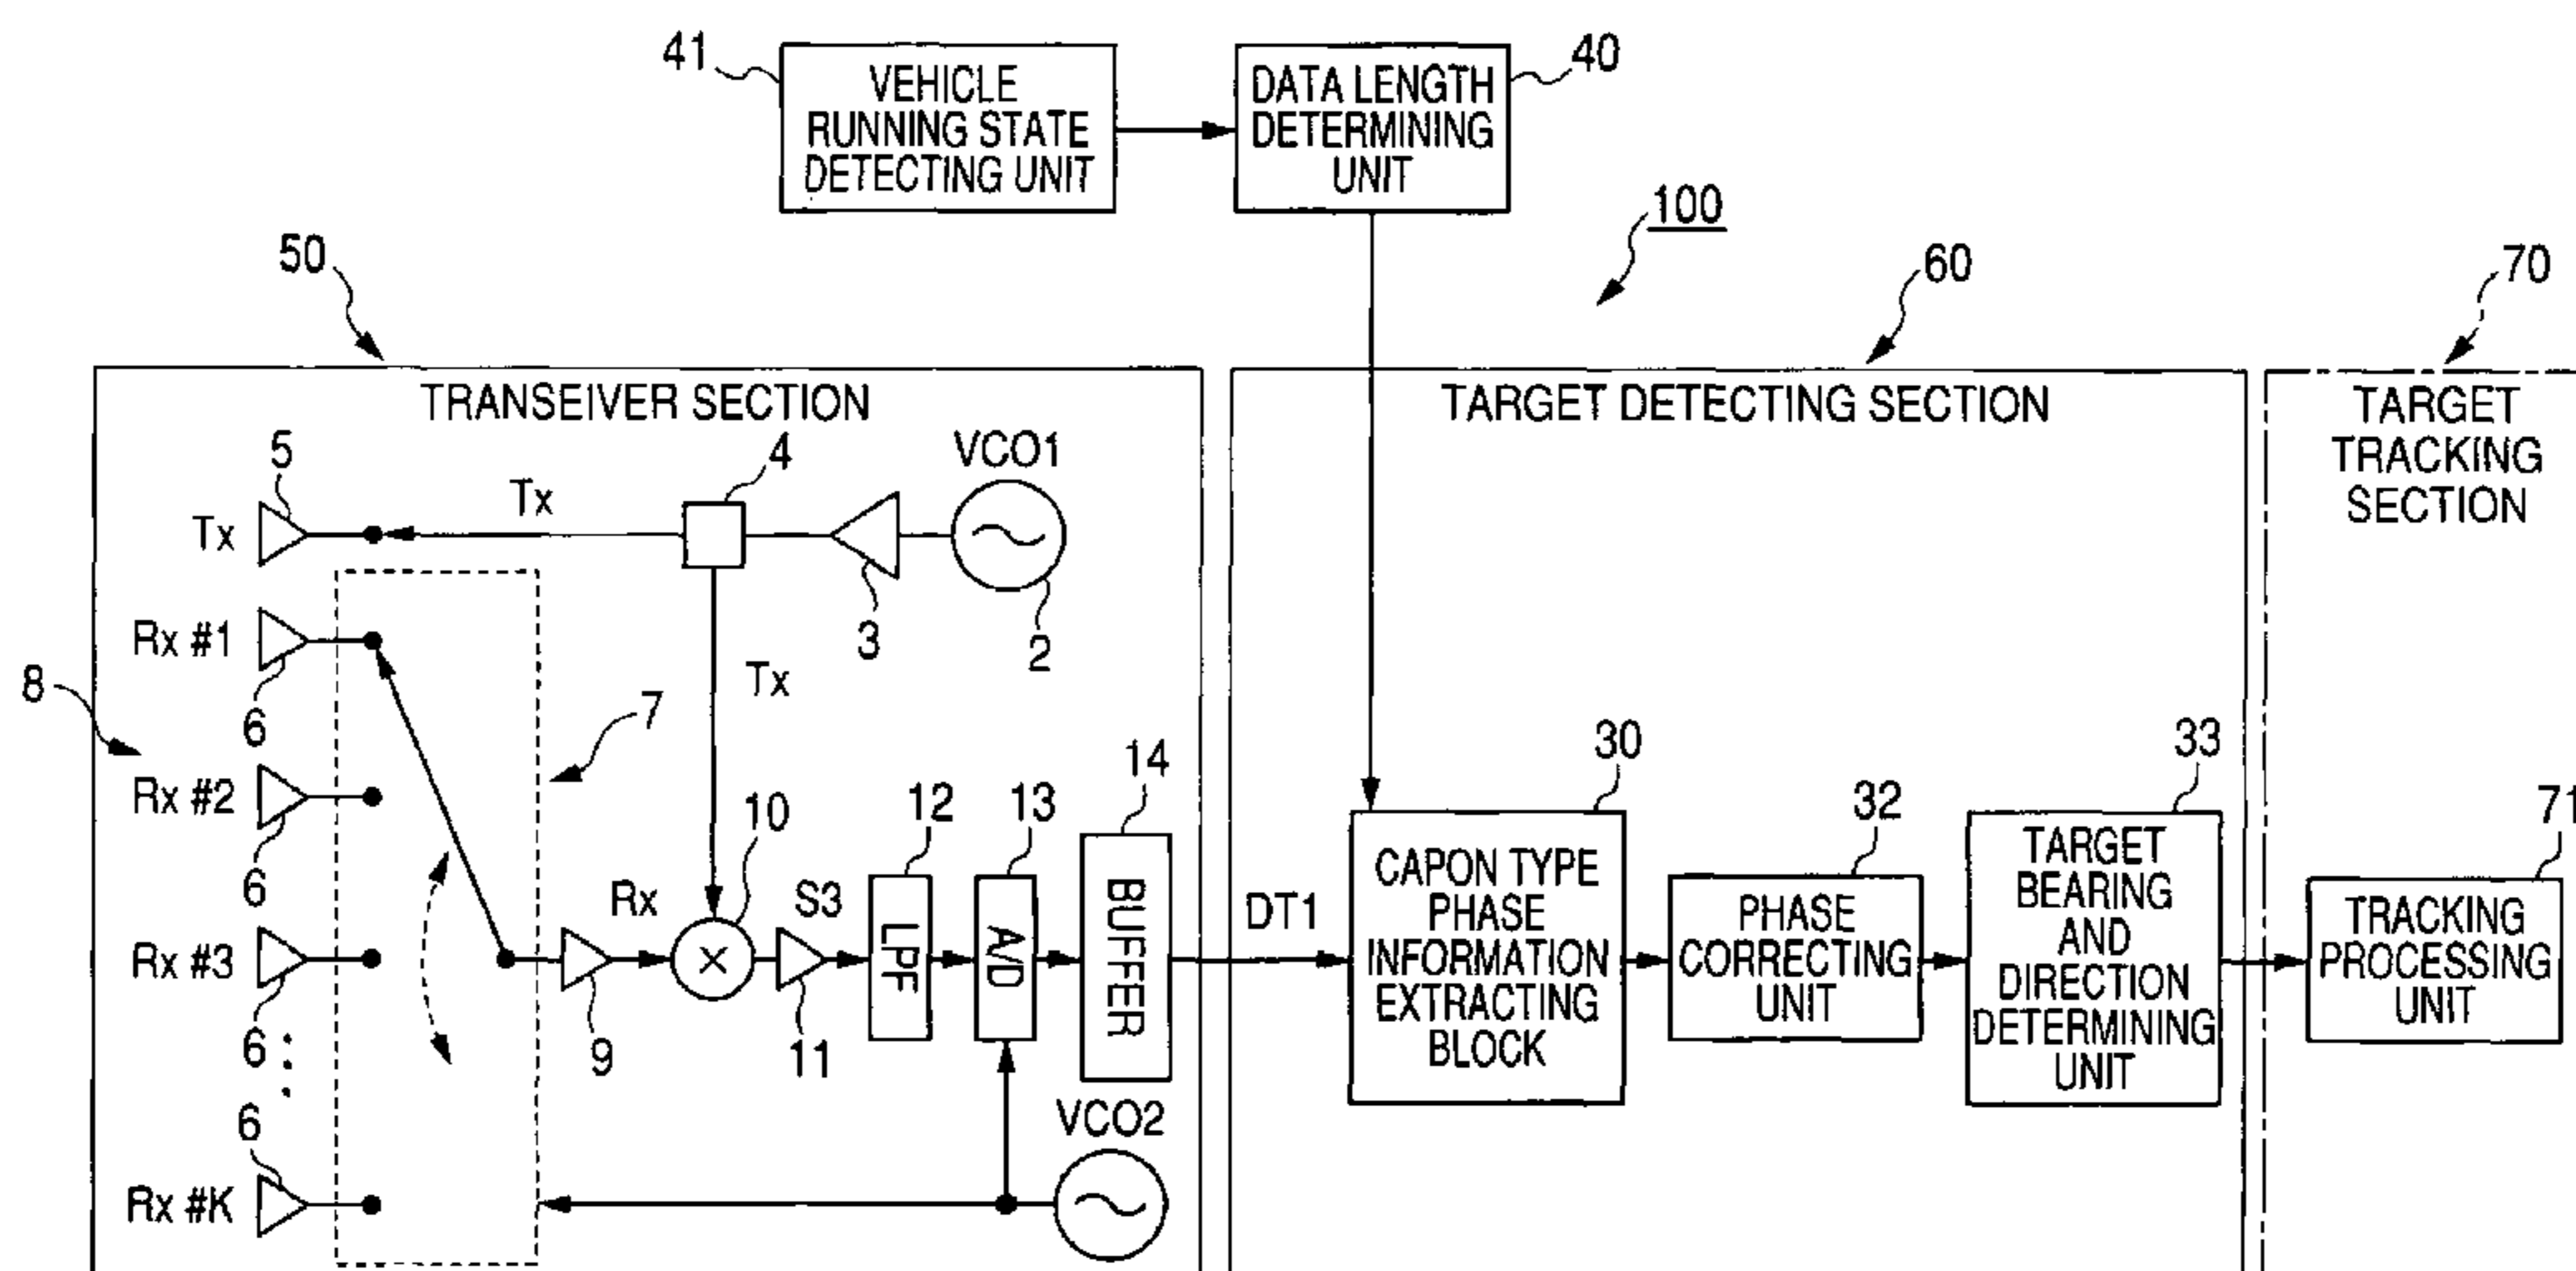 41
VEHICLE
RUNNING STATE
DETECTING UNIT
DATA LENGTH
DETERMINING
UNIT
40
100
50
60
70
TRANSEIVER SECTION
TARGET DETECTING SECTION
TARGET
TRACKING
SECTION
5
Tx
Tx
4
VCO1
3
2
Rx #1
6
Tx
8
7
Rx #2
6
10
12
13
14
30
32
33
71
Rx #3
6
Rx
9
×
S3
11
LPF
A/D
BUFFER
DT1
CAPON TYPE
PHASE
INFORMATION
EXTRACTING
BLOCK
PHASE
CORRECTING
UNIT
TARGET
BEARING
AND
DIRECTION
DETERMINING
UNIT
TRACKING
PROCESSING
UNIT
6
Rx #K
VCO2